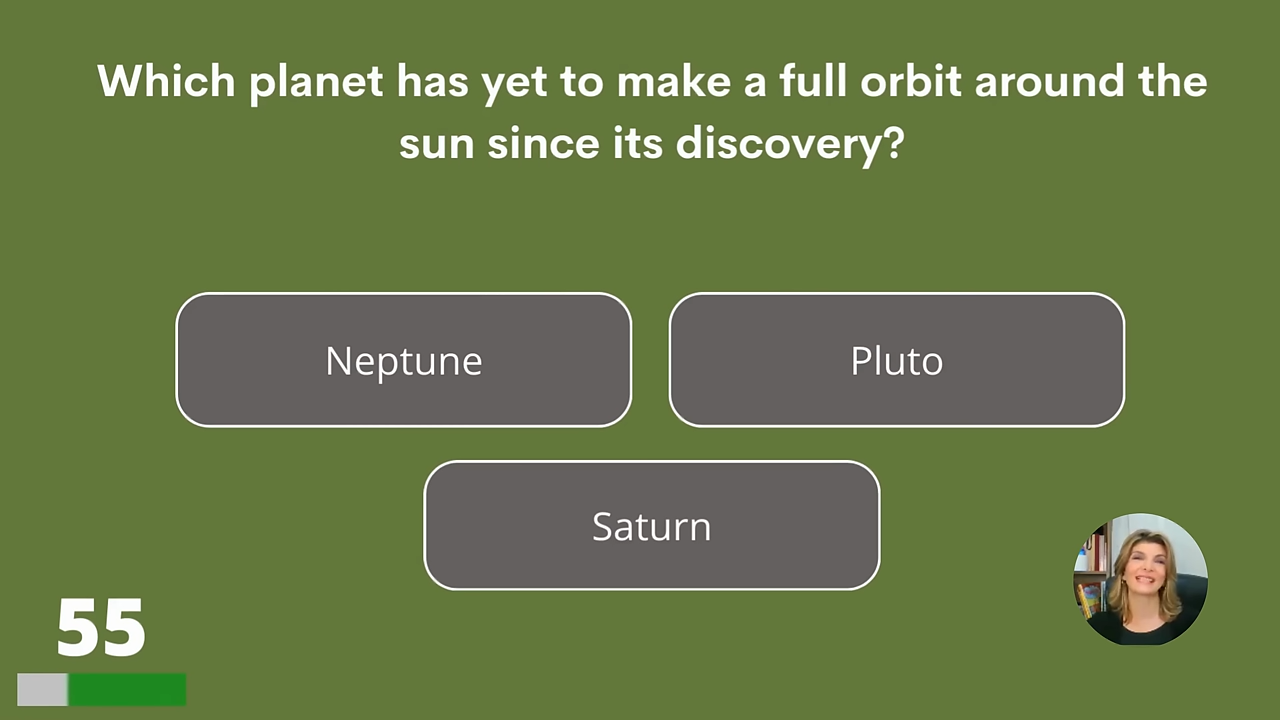 Which planet has yet to make a full orbit around the
sun since its discovery?
Neptune
Pluto
Saturn
55